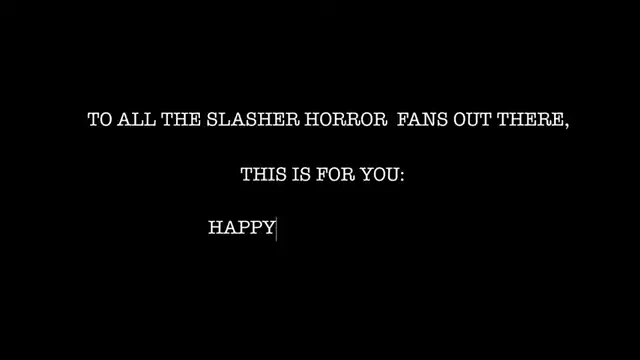 TO ALL THE SLASHER HORROR  FANS OUT THERE,
THIS IS FOR YOU:
HAPPY